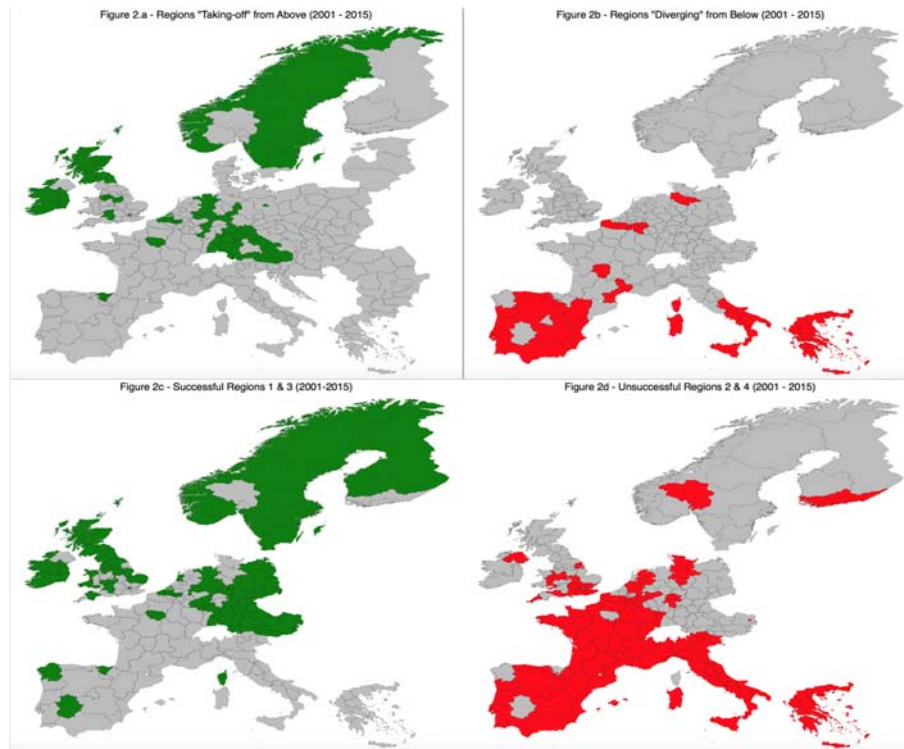 Figure 2.a - Regions "Taking-off" from Above (2001 - 2015)
Figure 2b - Regions "Diverging" from Below (2001 - 2015)
Figure 2c - Successful Regions 1 & 3 (2001-2015)
Figure 2d - Unsuccessful Regions 2 & 4 (2001 - 2015)